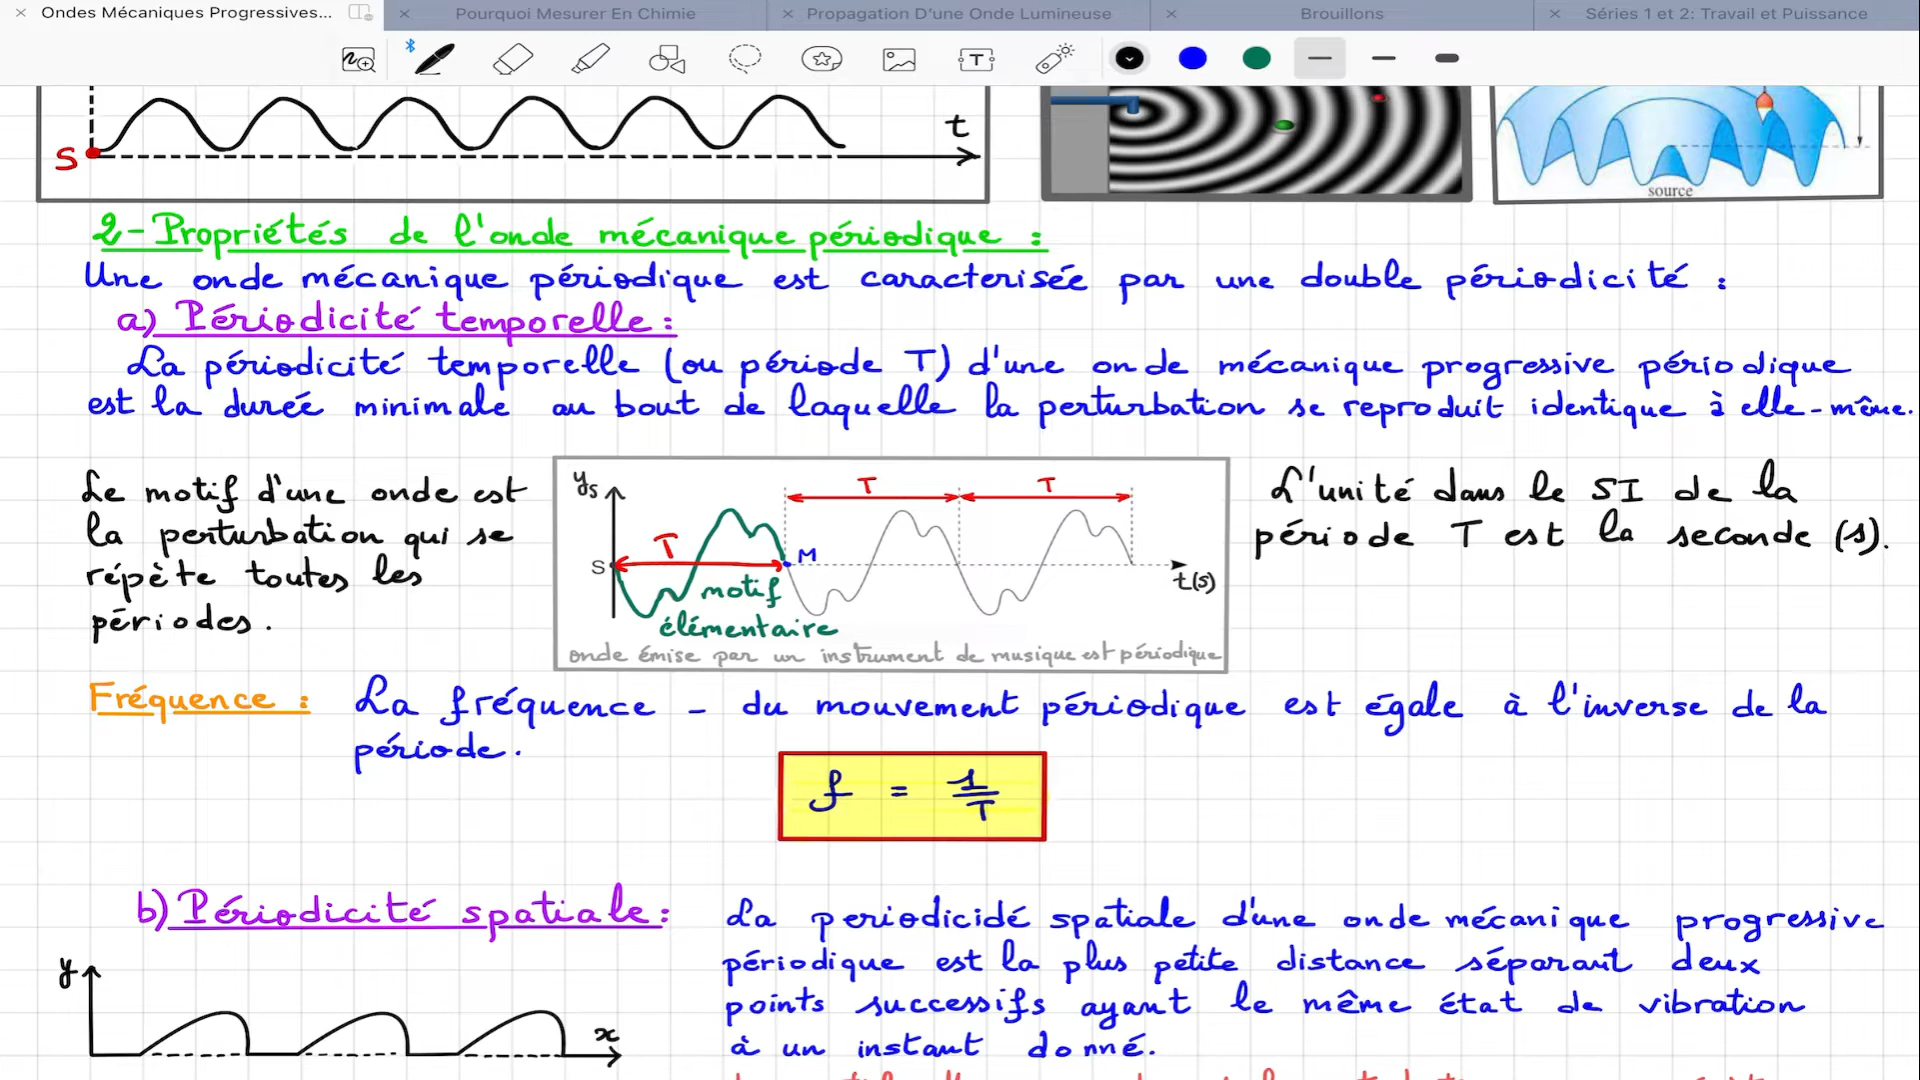 Ondes Mécaniques Progressives...
Pourquoi Mesurer En Chimie
Propagation D'une Onde Lumineuse
Brouillons
Séries 1 et 2: Travail et Puissance
T
t
S
source
2-Propriétés de l'onde mécanique périodique :
Une onde mécanique périodique est caracterisée par une double périodicité :
a) Périodicité temporelle :
La périodicité temporelle (ou période T) d'une onde mécanique progressive périodique
est la durée minimale au bout de laquelle la perturbation se reproduit identique à elle-même.
Le motif d'une onde est
la perturbation qui se
répète toutes les
périodes.
ys
T
T
T
M
S
t(s)
motif
élémentaire
onde émise par un instrument de musique est périodique
L'unité dans le SI de la
période T est la seconde (s).
Fréquence : La fréquence - du mouvement périodique est égale à l'inverse de la
période.
f = 1/T
b) Périodicité spatiale :
y
x
La periodicidé spatiale d'une onde mécanique progressive
périodique est la plus petite distance séparant deux
points successifs ayant le même état de vibration
à un instant donné.